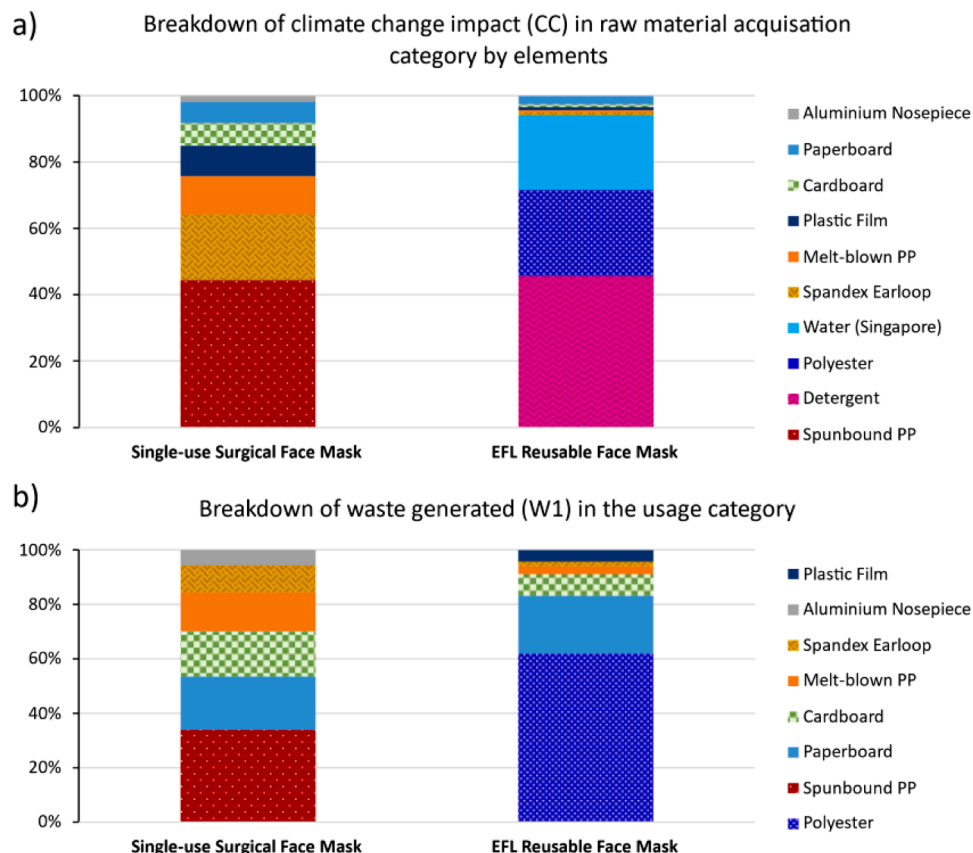 a)
Breakdown of climate change impact (CC) in raw material acquisation
category by elements
100%
80%
60%
40%
20%
0%
Single-use Surgical Face Mask
EFL Reusable Face Mask
Aluminium Nosepiece
Paperboard
Cardboard
Plastic Film
Melt-blown PP
Spandex Earloop
Water (Singapore)
Polyester
Detergent
Spunbound PP
b)
Breakdown of waste generated (W1) in the usage category
100%
80%
60%
40%
20%
0%
Single-use Surgical Face Mask
EFL Reusable Face Mask
Plastic Film
Aluminium Nosepiece
Spandex Earloop
Melt-blown PP
Cardboard
Paperboard
Spunbound PP
Polyester